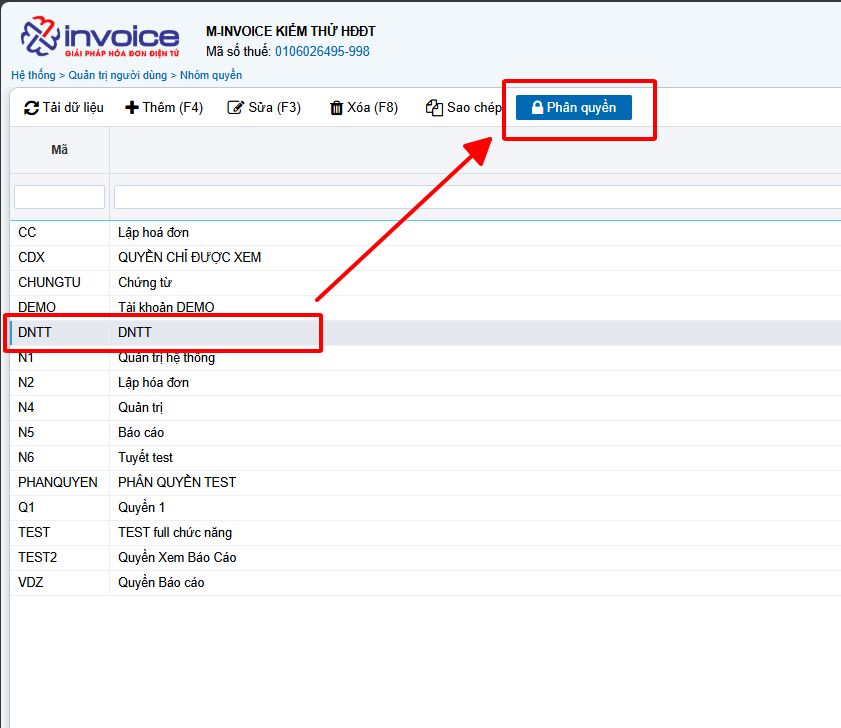 invoice
GIẢI PHÁP HÓA ĐƠN ĐIỆN TỬ
M-INVOICE KIỂM THỬ HĐĐT
Mã số thuế: 0106026495-998
Hệ thống > Quản trị người dùng > Nhóm quyền
Tải dữ liệu Thêm (F4) Sửa (F3) Xóa (F8) Sao chép Phân quyền
Mã
CC Lập hoá đơn
CDX QUYỀN CHỈ ĐƯỢC XEM
CHUNGTU Chứng từ
DEMO Tài khoản DEMO
DNTT DNTT
N1 Quản trị hệ thống
N2 Lập hóa đơn
N4 Quản trị
N5 Báo cáo
N6 Tuyết test
PHANQUYEN PHÂN QUYỀN TEST
Q1 Quyền 1
TEST TEST full chức năng
TEST2 Quyền Xem Báo Cáo
VDZ Quyền Báo cáo